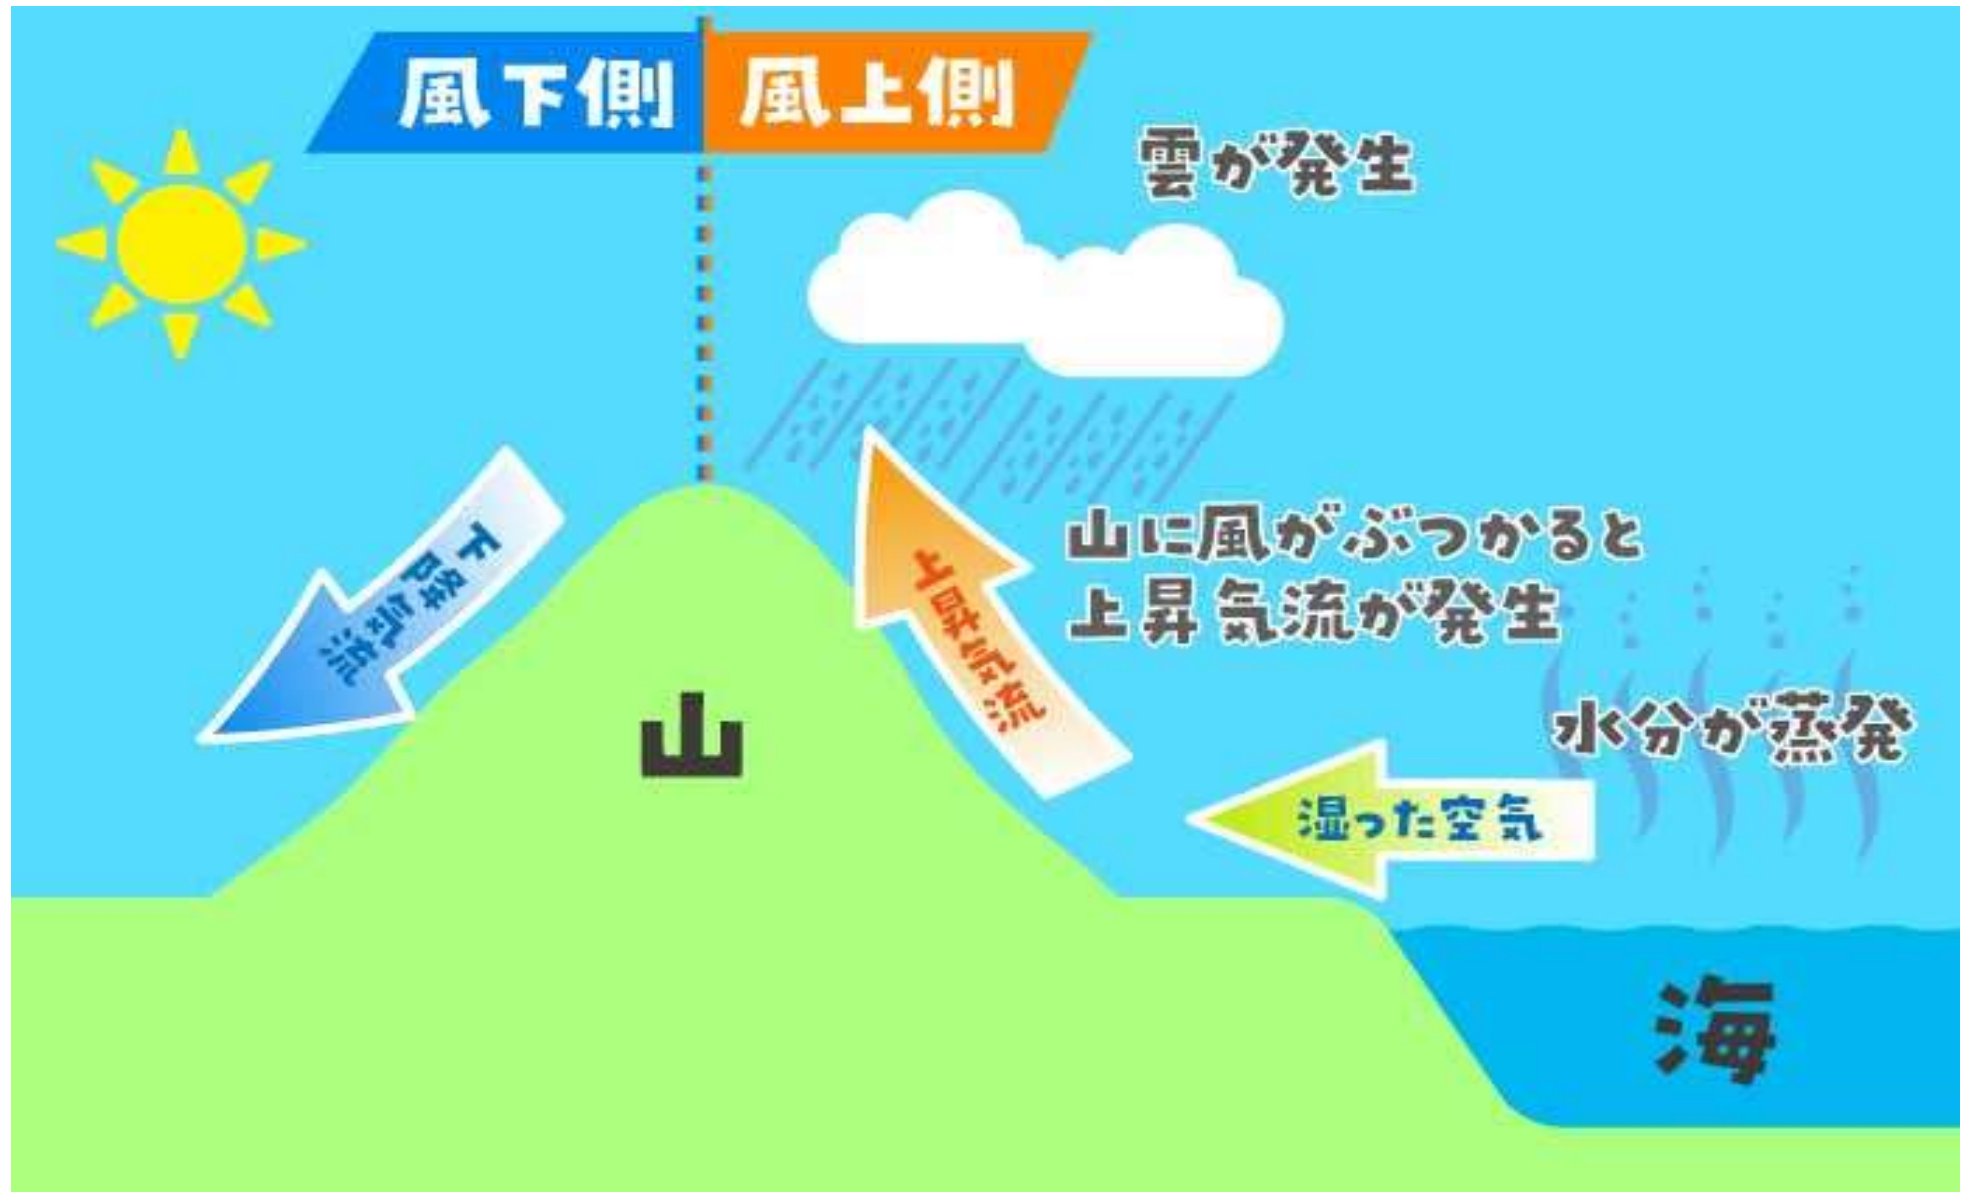 風下側
風上側
雲が発生
山に風がぶつかると
上昇気流が発生
下降気流
上昇気流
水分が蒸発
湿った空気
山
海